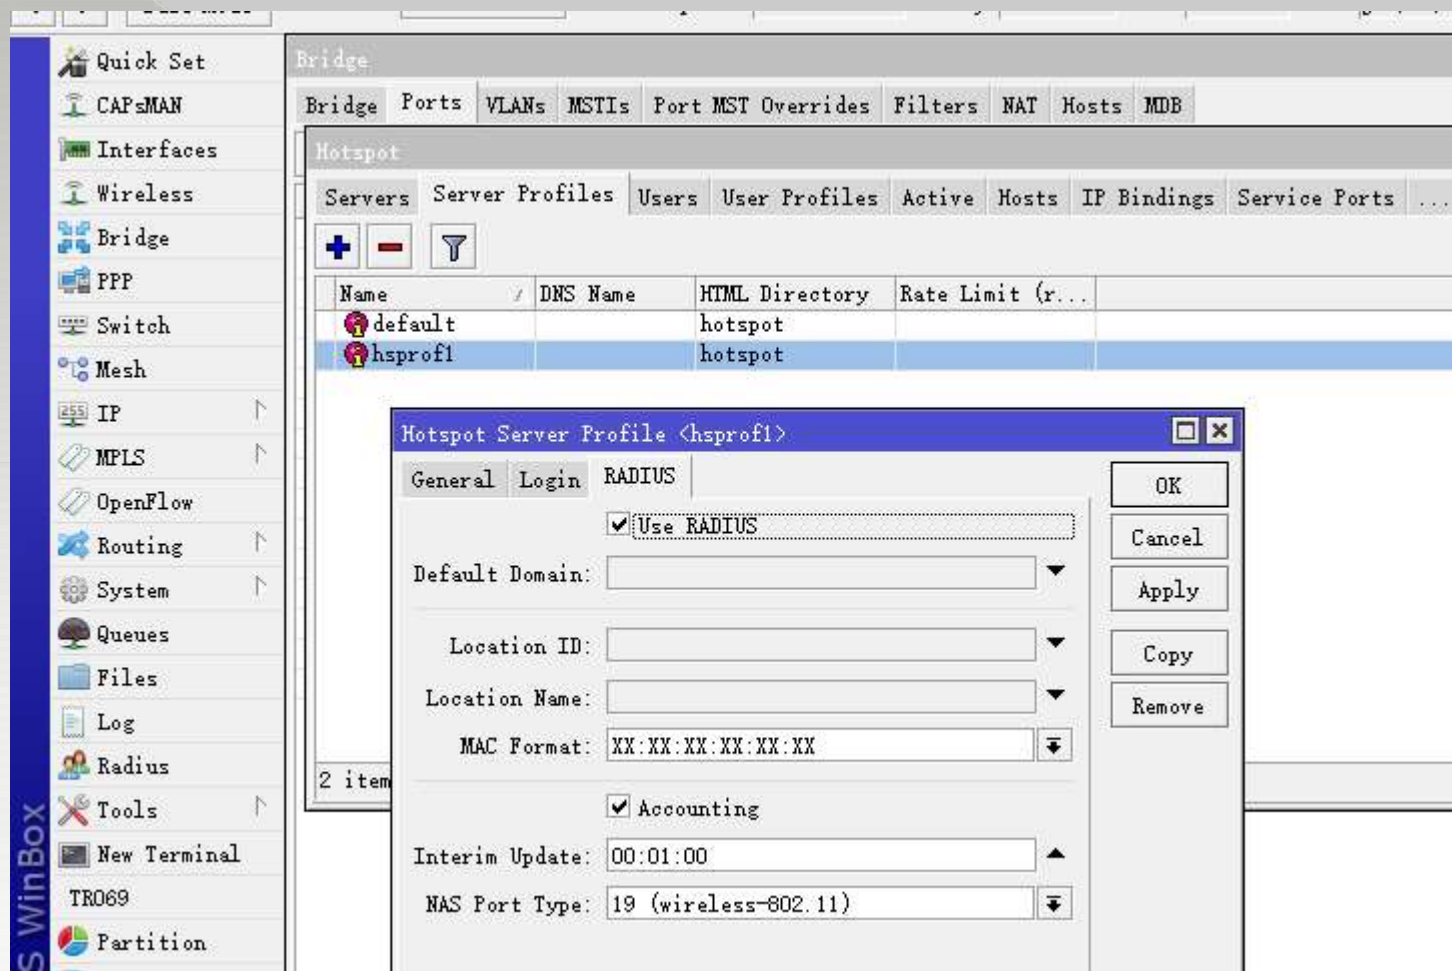 Quick Set
CAPsMAN
Interfaces
Wireless
Bridge
PPP
Switch
Mesh
255 IP
MPLS
OpenFlow
Routing
System
Queues
Files
Log
Radius
Tools
New Terminal
TR069
Partition
S WinBox
Bridge
Bridge Ports VLANs MSTIs Port MST Overrides Filters NAT Hosts MDB
Hotspot
Servers Server Profiles Users User Profiles Active Hosts IP Bindings Service Ports ...
Name DNS Name HTML Directory Rate Limit (r...
default hotspot
hsprof1 hotspot
2 item
Hotspot Server Profile <hsprof1>
General Login RADIUS
Use RADIUS
Default Domain:
Location ID:
Location Name:
MAC Format: XX:XX:XX:XX:XX:XX
Accounting
Interim Update: 00:01:00
NAS Port Type: 19 (wireless-802.11)
OK
Cancel
Apply
Copy
Remove